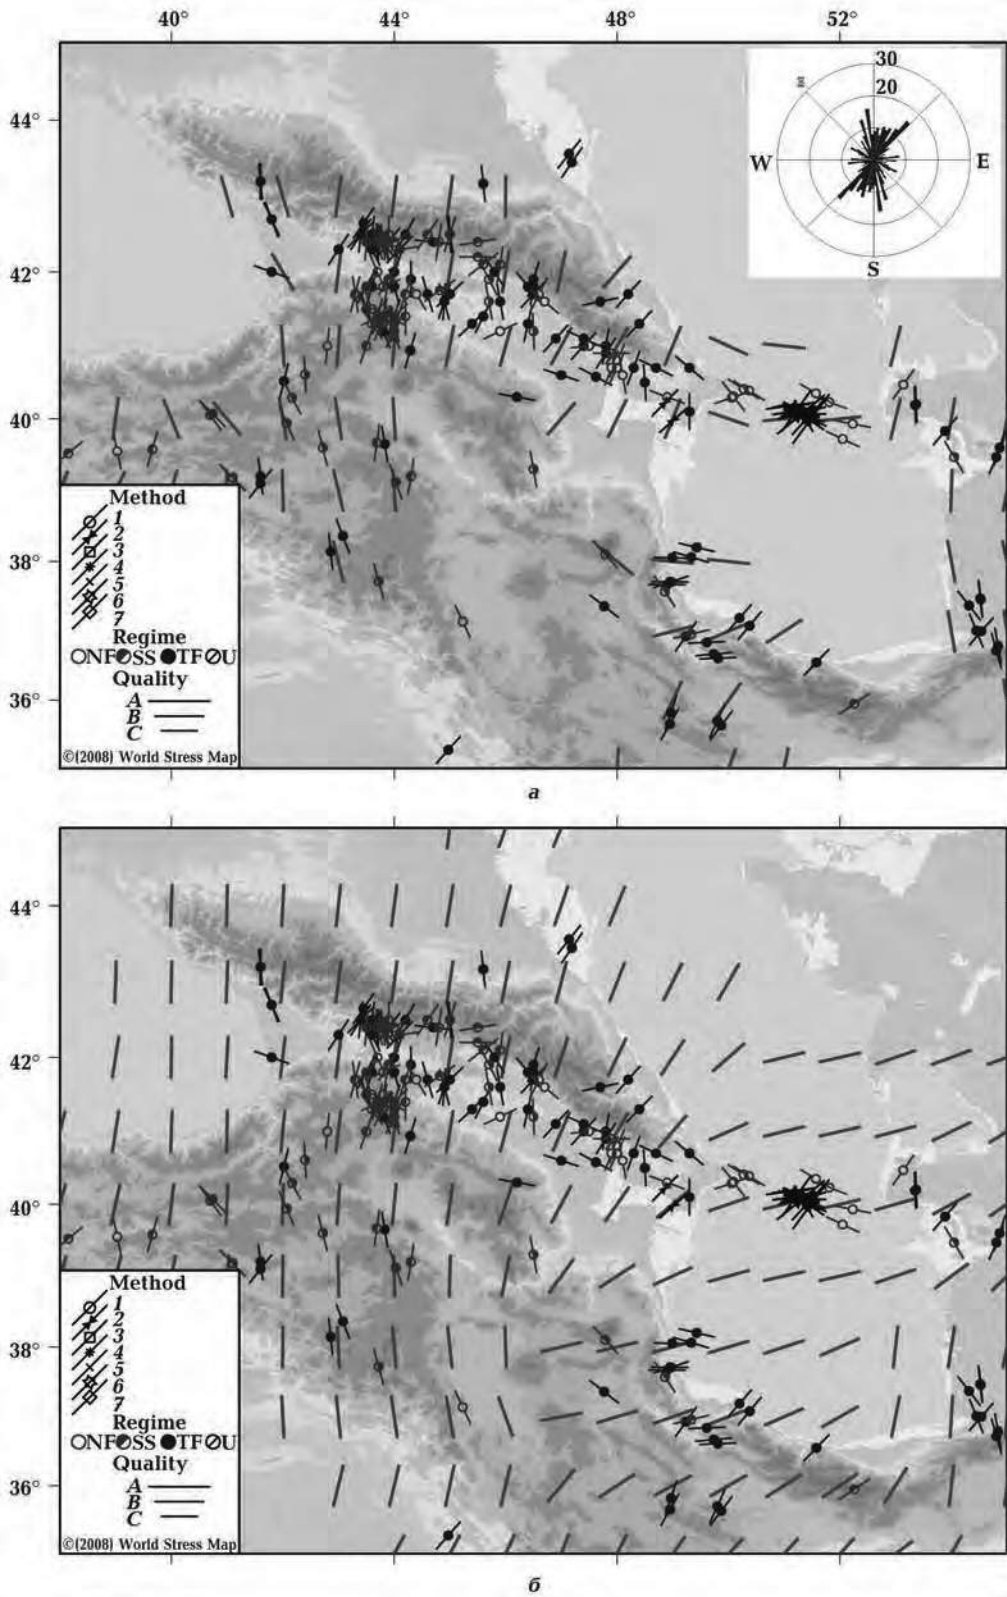 40° 44° 48° 52°
30
20
W E
S
44°
42°
40°
38°
36°
Method
1
2
3
4
5
6
7
Regime
NF SS TF U
Quality
A
B
C
©(2008) World Stress Map
а
44°
42°
40°
38°
36°
Method
1
2
3
4
5
6
7
Regime
NF SS TF U
Quality
A
B
C
©(2008) World Stress Map
б